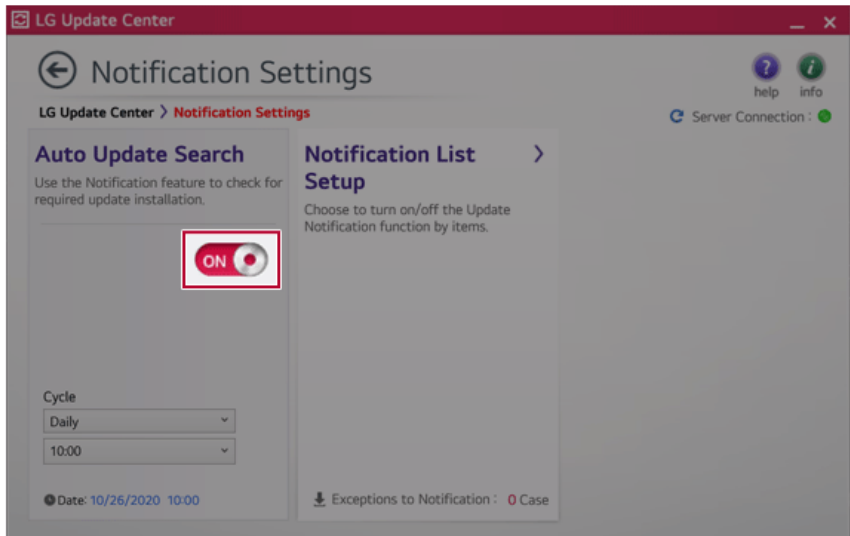 LG Update Center
Notification Settings
help
info
LG Update Center > Notification Settings
Server Connection :
Auto Update Search
Use the Notification feature to check for
required update installation.
ON
Cycle
Daily
10:00
Date: 10/26/2020 10:00
Notification List
Setup
>
Choose to turn on/off the Update
Notification function by items.
Exceptions to Notification : 0 Case